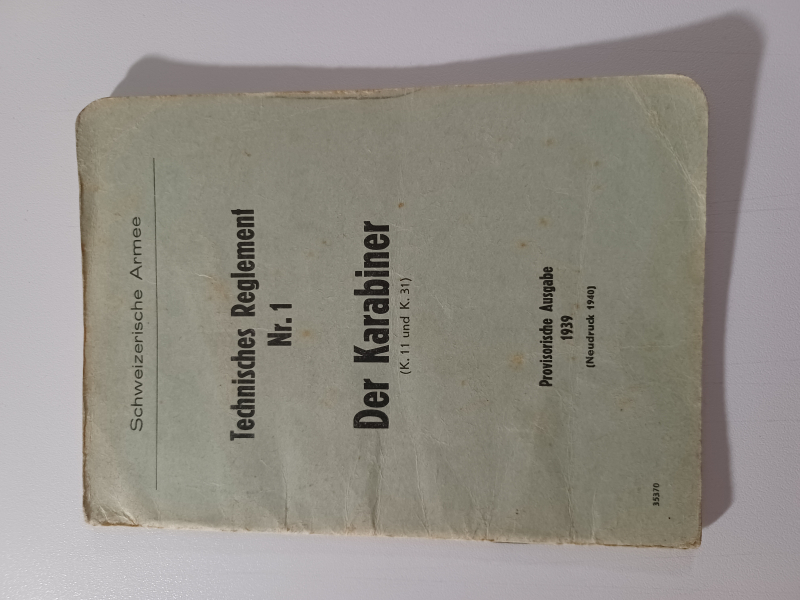 Schweizerische Armee
Technisches Reglement
Nr. 1
Der Karabiner
(K. 11 und K. 31)
Provisorische Ausgabe
1939
(Neudruck 1940)
35370